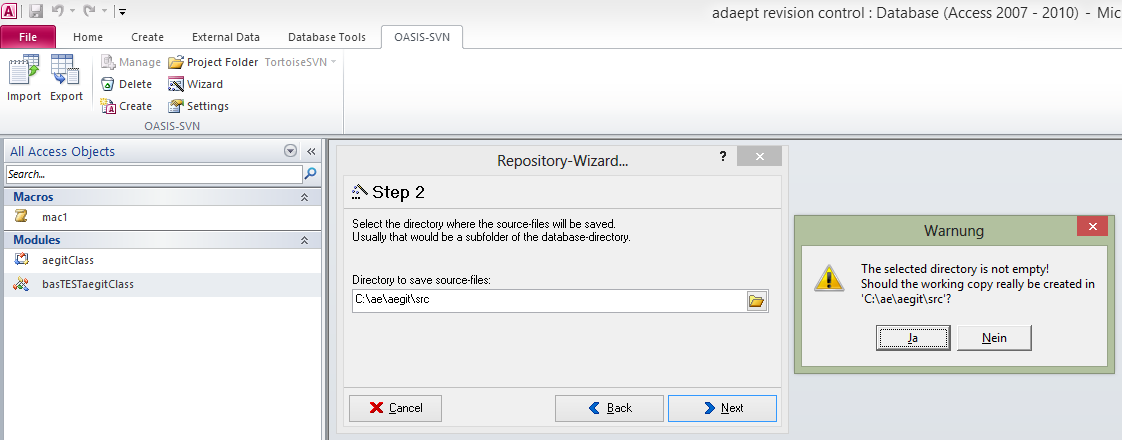 adaept revision control : Database (Access 2007 - 2010) - Mic
File Home Create External Data Database Tools OASIS-SVN
Manage Project Folder TortoiseSVN
Import Export Delete Wizard
Create Settings
OASIS-SVN
All Access Objects
Search...
Macros
mac1
Modules
aegitClass
basTESTaegitClass
Repository-Wizard...
?
Step 2
Select the directory where the source-files will be saved.
Usually that would be a subfolder of the database-directory.
Directory to save source-files:
C:\ae\aegit\src
Cancel Back Next
Warnung
The selected directory is not empty!
Should the working copy really be created in
'C:\ae\aegit\src'?
Ja Nein